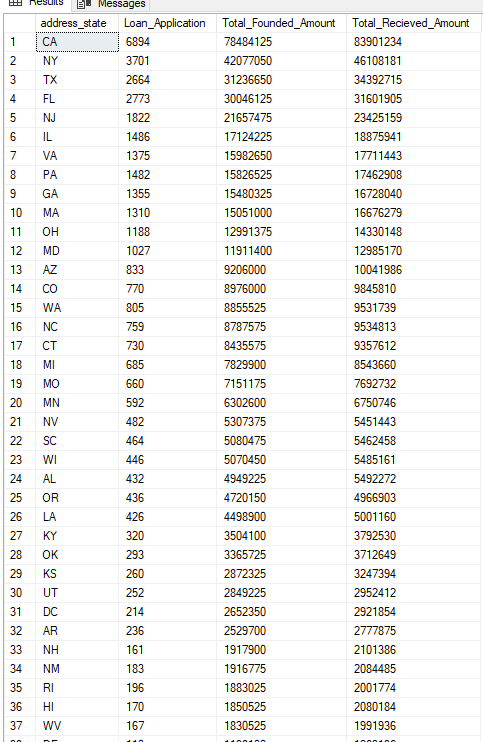 Results Messages
address_state Loan_Application Total_Founded_Amount Total_Recieved_Amount
1 CA 6894 78484125 83901234
2 NY 3701 42077050 46108181
3 TX 2664 31236650 34392715
4 FL 2773 30046125 31601905
5 NJ 1822 21657475 23425159
6 IL 1486 17124225 18875941
7 VA 1375 15982650 17711443
8 PA 1482 15826525 17462908
9 GA 1355 15480325 16728040
10 MA 1310 15051000 16676279
11 OH 1188 12991375 14330148
12 MD 1027 11911400 12985170
13 AZ 833 9206000 10041986
14 CO 770 8976000 9845810
15 WA 805 8855525 9531739
16 NC 759 8787575 9534813
17 CT 730 8435575 9357612
18 MI 685 7829900 8543660
19 MO 660 7151175 7692732
20 MN 592 6302600 6750746
21 NV 482 5307375 5451443
22 SC 464 5080475 5462458
23 WI 446 5070450 5485161
24 AL 432 4949225 5492272
25 OR 436 4720150 4966903
26 LA 426 4498900 5001160
27 KY 320 3504100 3792530
28 OK 293 3365725 3712649
29 KS 260 2872325 3247394
30 UT 252 2849225 2952412
31 DC 214 2652350 2921854
32 AR 236 2529700 2777875
33 NH 161 1917900 2101386
34 NM 183 1916775 2084485
35 RI 196 1883025 2001774
36 HI 170 1850525 2080184
37 WV 167 1830525 1991936